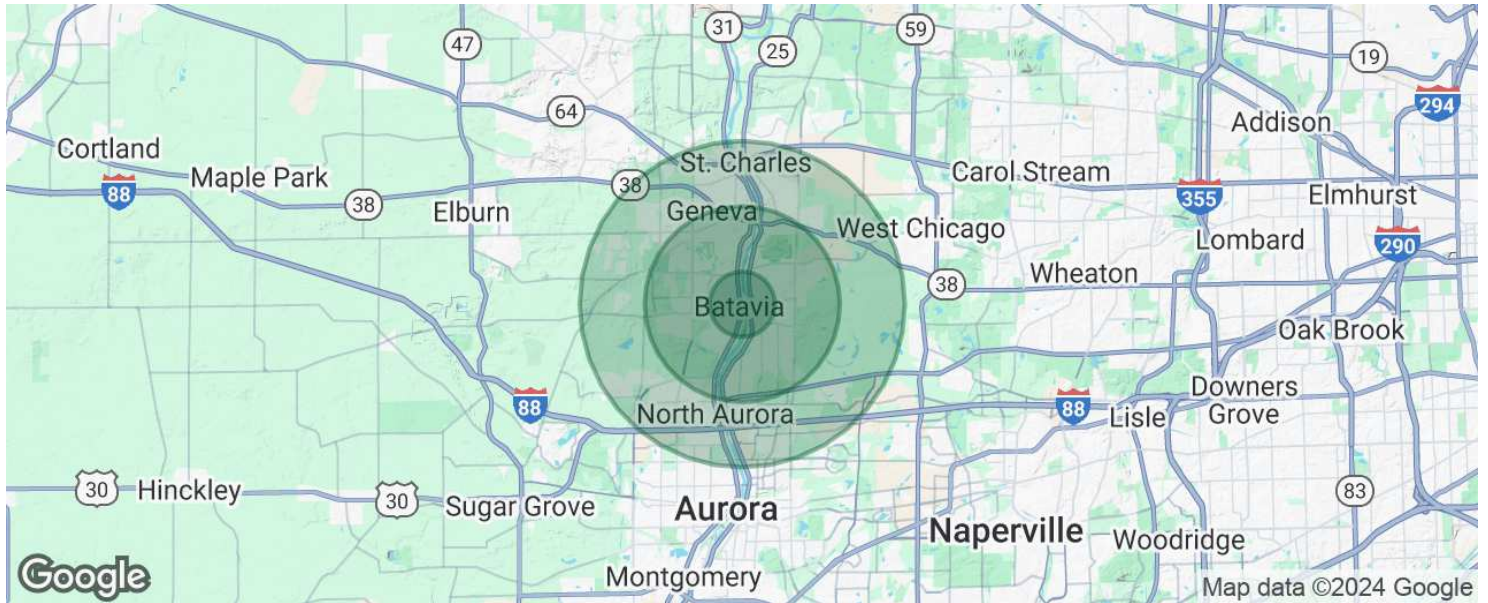 31
59
47
25
19
294
64
Addison
Cortland
St. Charles
Carol Stream
88
Maple Park
38
38
355
Elmhurst
Elburn
Geneva
West Chicago
Lombard
290
Wheaton
38
Batavia
Oak Brook
Downers
Grove
88
North Aurora
88
Lisle
30
Hinckley
30
Sugar Grove
Aurora
83
Naperville
Woodridge
Google
Montgomery
Map data ©2024 Google